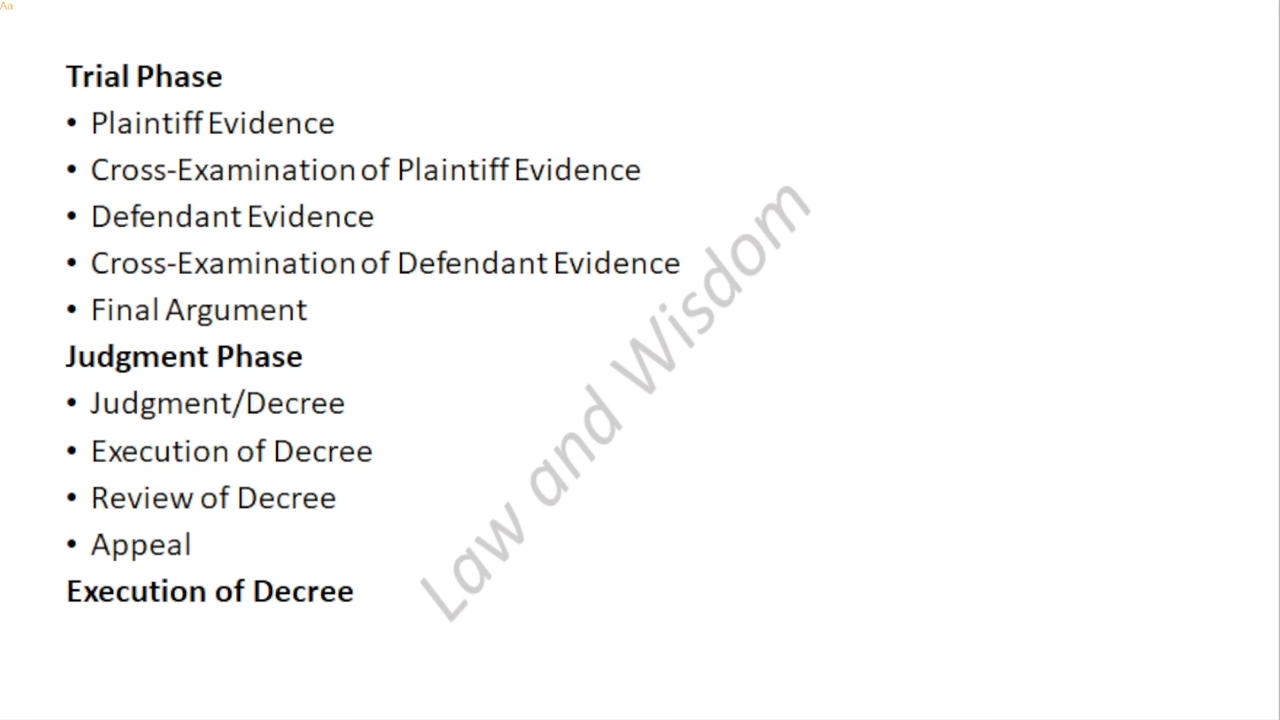 Aa
Trial Phase
• Plaintiff Evidence
• Cross-Examination of Plaintiff Evidence
• Defendant Evidence
• Cross-Examination of Defendant Evidence
• Final Argument
Judgment Phase
• Judgment/Decree
• Execution of Decree
• Review of Decree
• Appeal
Execution of Decree
Law and Wisdom